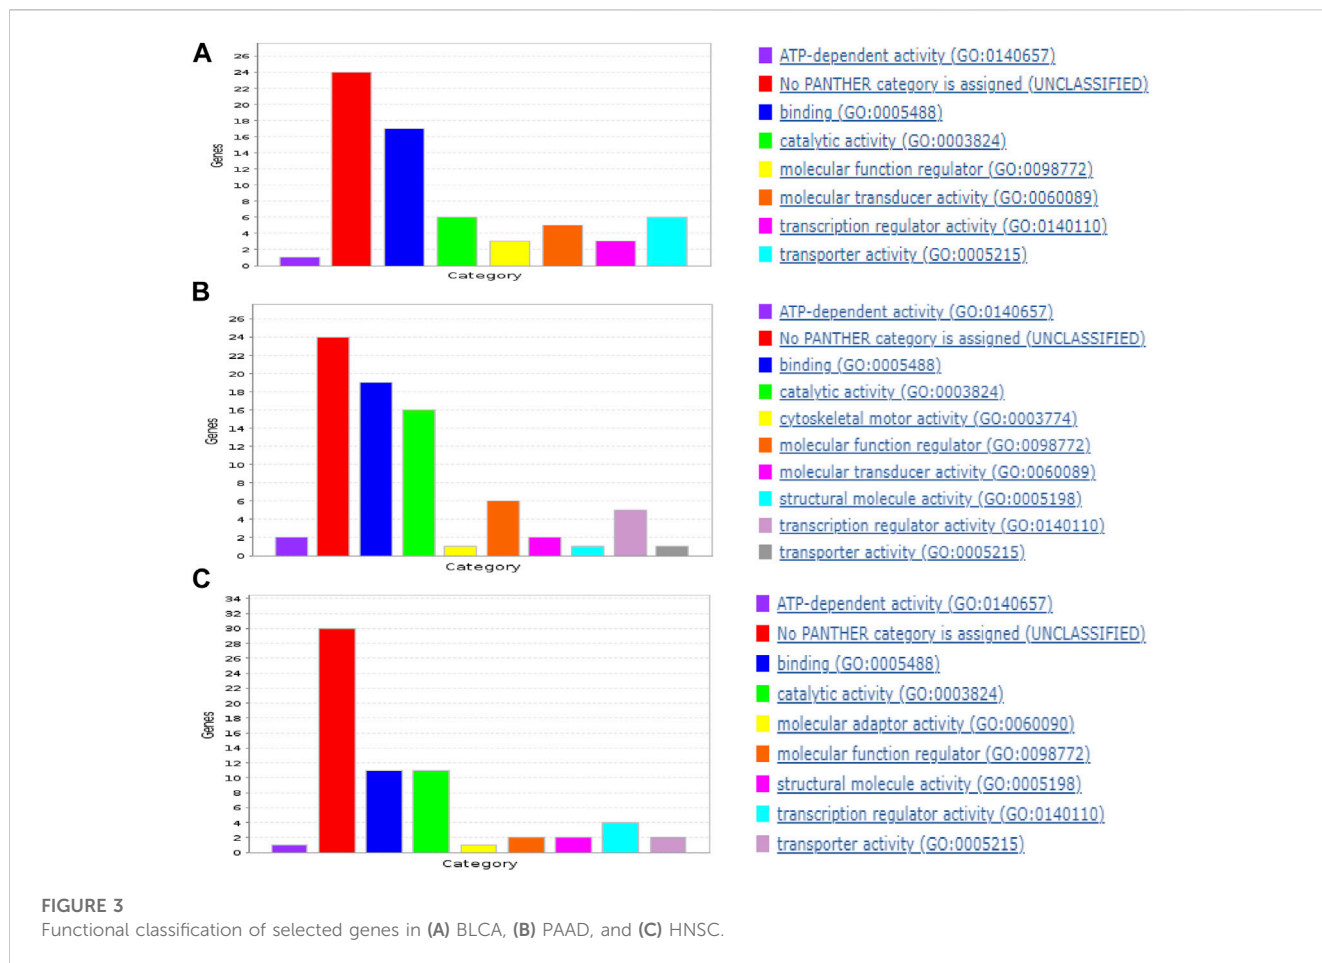 A
26
24
22
20
18
16
14
12
10
8
6
4
2
0
Genes
Category
ATP-dependent activity (GO:0140657)
No PANTHER category is assigned (UNCLASSIFIED)
binding (GO:0005488)
catalytic activity (GO:0003824)
molecular function regulator (GO:0098772)
molecular transducer activity (GO:0060089)
transcription regulator activity (GO:0140110)
transporter activity (GO:0005215)
B
26
24
22
20
18
16
14
12
10
8
6
4
2
0
Genes
Category
ATP-dependent activity (GO:0140657)
No PANTHER category is assigned (UNCLASSIFIED)
binding (GO:0005488)
catalytic activity (GO:0003824)
cytoskeletal motor activity (GO:0003774)
molecular function regulator (GO:0098772)
molecular transducer activity (GO:0060089)
structural molecule activity (GO:0005198)
transcription regulator activity (GO:0140110)
transporter activity (GO:0005215)
C
34
32
30
28
26
24
22
20
18
16
14
12
10
8
6
4
2
0
Genes
Category
ATP-dependent activity (GO:0140657)
No PANTHER category is assigned (UNCLASSIFIED)
binding (GO:0005488)
catalytic activity (GO:0003824)
molecular adaptor activity (GO:0060090)
molecular function regulator (GO:0098772)
structural molecule activity (GO:0005198)
transcription regulator activity (GO:0140110)
transporter activity (GO:0005215)
FIGURE 3
Functional classification of selected genes in (A) BLCA, (B) PAAD, and (C) HNSC.